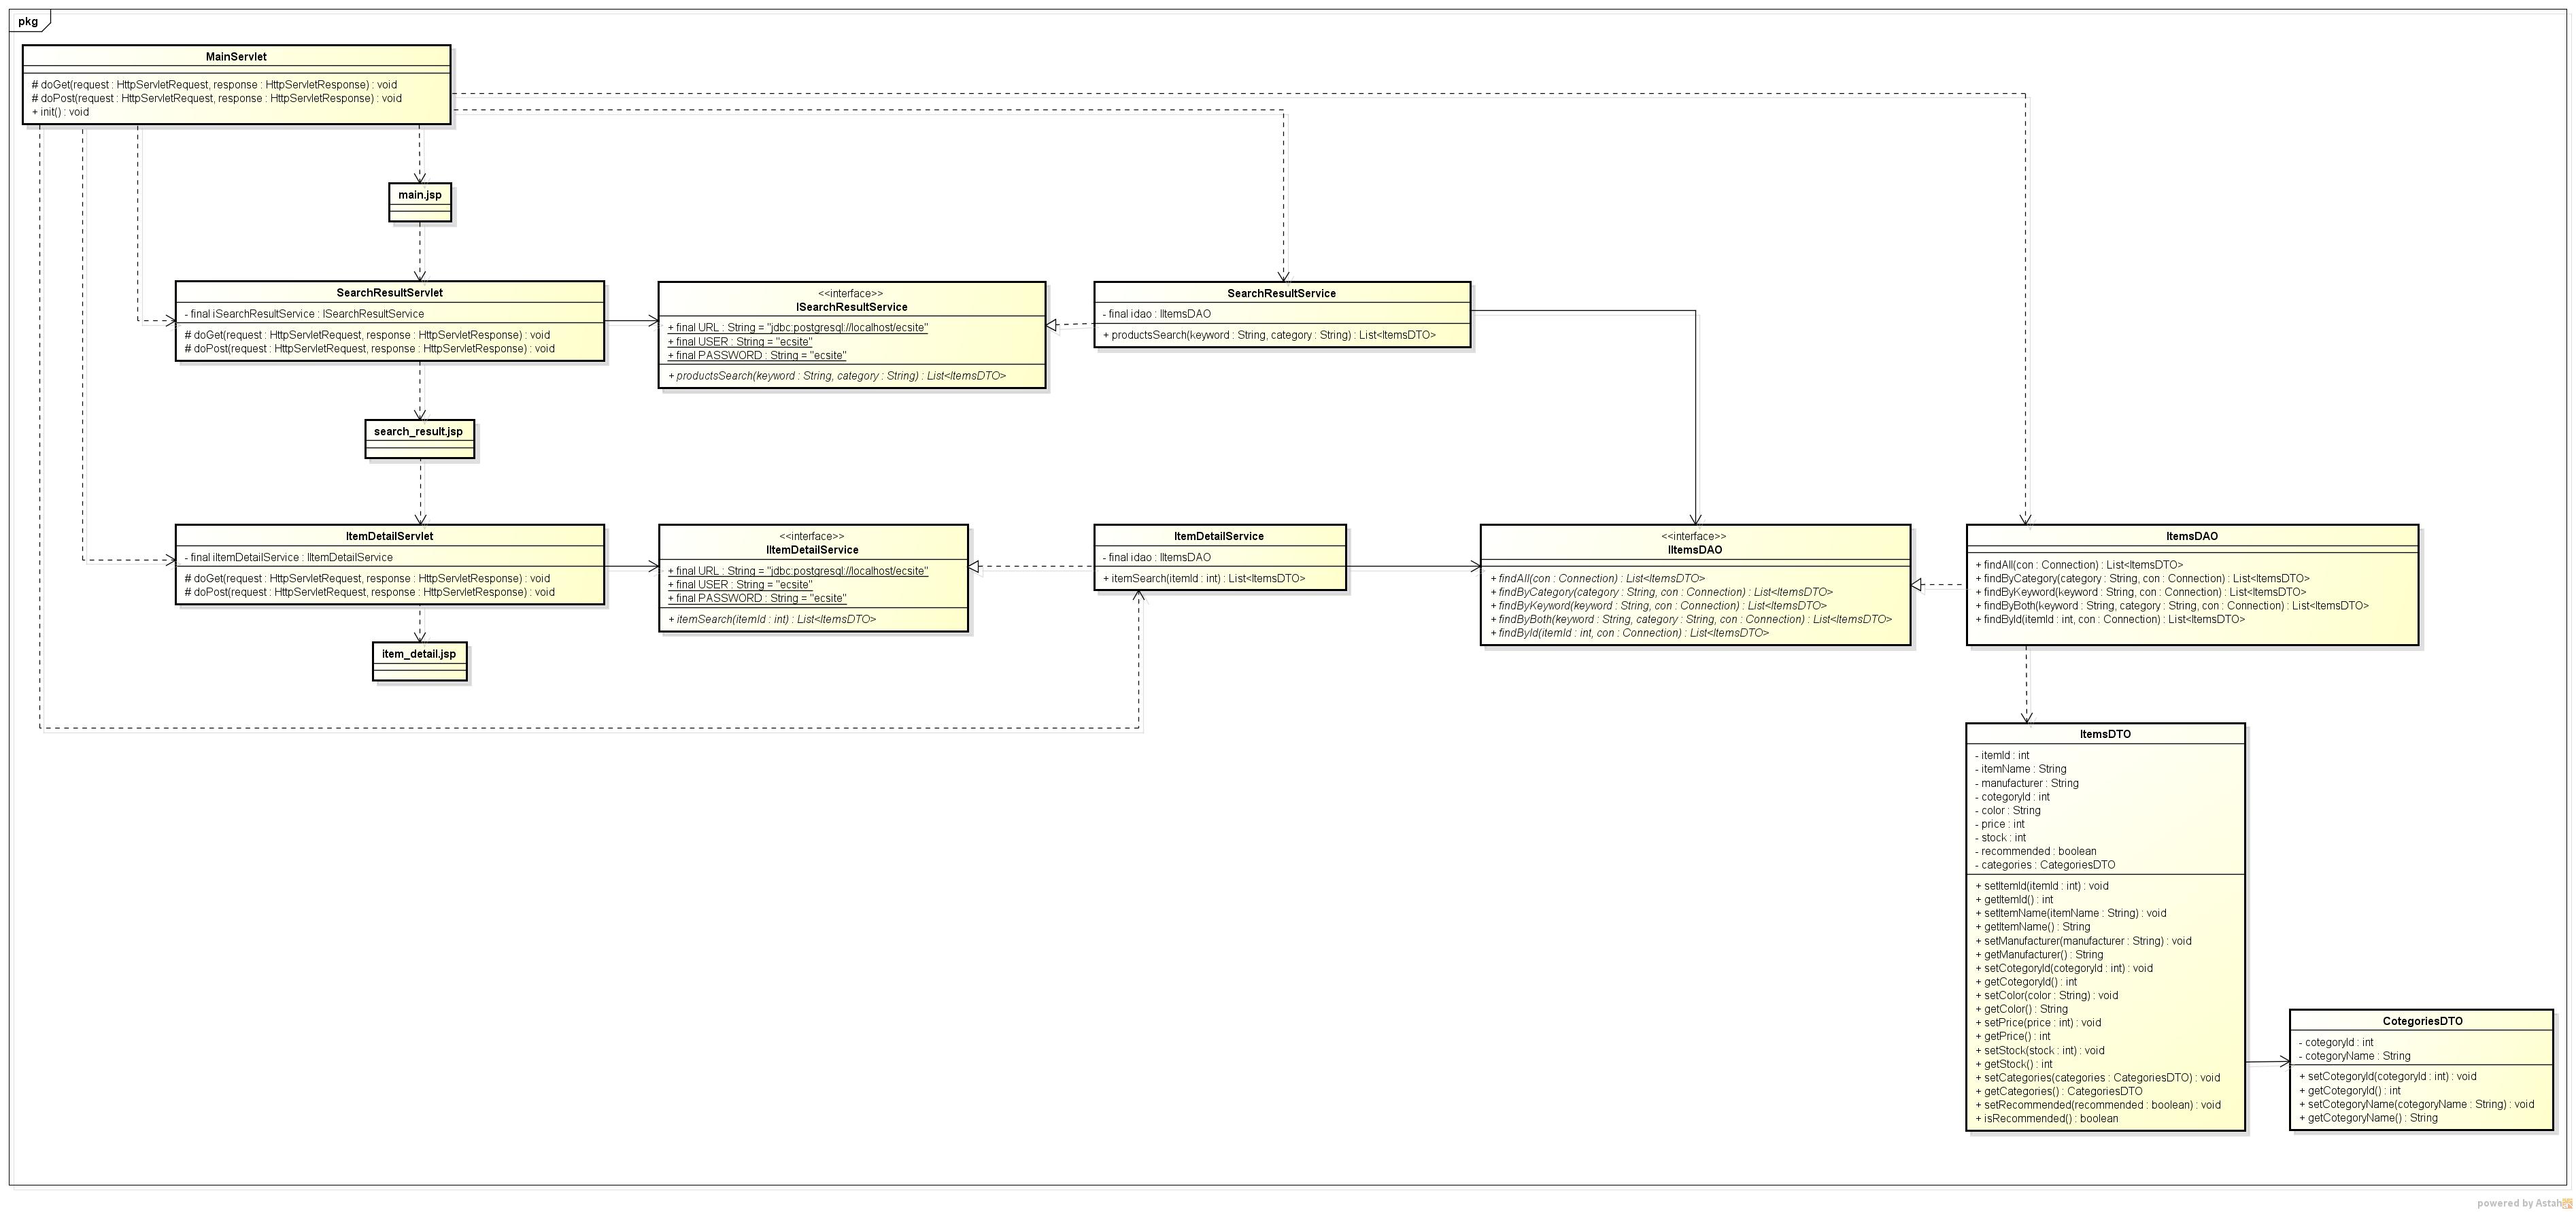 pkg
MainServlet
# doGet(request : HttpServletRequest, response : HttpServletResponse) : void
# doPost(request : HttpServletRequest, response : HttpServletResponse) : void
+ init() : void
main.jsp
SearchResultServlet
- final iSearchResultService : ISearchResultService
# doGet(request : HttpServletRequest, response : HttpServletResponse) : void
# doPost(request : HttpServletRequest, response : HttpServletResponse) : void
<<interface>>
ISearchResultService
+ final URL : String = "jdbc:postgresql://localhost/ecsite"
+ final USER : String = "ecsite"
+ final PASSWORD : String = "ecsite"
+ productsSearch(keyword : String, category : String) : List<ItemsDTO>
SearchResultService
- final idao : IItemsDAO
+ productsSearch(keyword : String, category : String) : List<ItemsDTO>
search_result.jsp
ItemDetailServlet
- final iItemDetailService : IItemDetailService
# doGet(request : HttpServletRequest, response : HttpServletResponse) : void
# doPost(request : HttpServletRequest, response : HttpServletResponse) : void
<<interface>>
IItemDetailService
+ final URL : String = "jdbc:postgresql://localhost/ecsite"
+ final USER : String = "ecsite"
+ final PASSWORD : String = "ecsite"
+ itemSearch(itemId : int) : List<ItemsDTO>
ItemDetailService
- final idao : IItemsDAO
+ itemSearch(itemId : int) : List<ItemsDTO>
<<interface>>
IItemsDAO
+ findAll(con : Connection) : List<ItemsDTO>
+ findByCategory(category : String, con : Connection) : List<ItemsDTO>
+ findByKeyword(keyword : String, con : Connection) : List<ItemsDTO>
+ findByBoth(keyword : String, category : String, con : Connection) : List<ItemsDTO>
+ findById(itemId : int, con : Connection) : List<ItemsDTO>
ItemsDAO
+ findAll(con : Connection) : List<ItemsDTO>
+ findByCategory(category : String, con : Connection) : List<ItemsDTO>
+ findByKeyword(keyword : String, con : Connection) : List<ItemsDTO>
+ findByBoth(keyword : String, category : String, con : Connection) : List<ItemsDTO>
+ findById(itemId : int, con : Connection) : List<ItemsDTO>
item_detail.jsp
ItemsDTO
- itemId : int
- itemName : String
- manufacturer : String
- cotegoryId : int
- color : String
- price : int
- stock : int
- recommended : boolean
- categories : CategoriesDTO
+ setItemId(itemId : int) : void
+ getItemId() : int
+ setItemName(itemName : String) : void
+ getItemName() : String
+ setManufacturer(manufacturer : String) : void
+ getManufacturer() : String
+ setCotegoryId(cotegoryId : int) : void
+ getCotegoryId() : int
+ setColor(color : String) : void
+ getColor() : String
+ setPrice(price : int) : void
+ getPrice() : int
+ setStock(stock : int) : void
+ getStock() : int
+ setCategories(categories : CategoriesDTO) : void
+ getCategories() : CategoriesDTO
+ setRecommended(recommended : boolean) : void
+ isRecommended() : boolean
CotegoriesDTO
- cotegoryId : int
- cotegoryName : String
+ setCotegoryId(cotegoryId : int) : void
+ getCotegoryId() : int
+ setCotegoryName(cotegoryName : String) : void
+ getCotegoryName() : String
powered by Astah